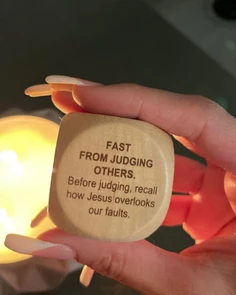 FAST
FROM JUDGING
OTHERS.
Before judging, recall
how Jesus overlooks
our faults.